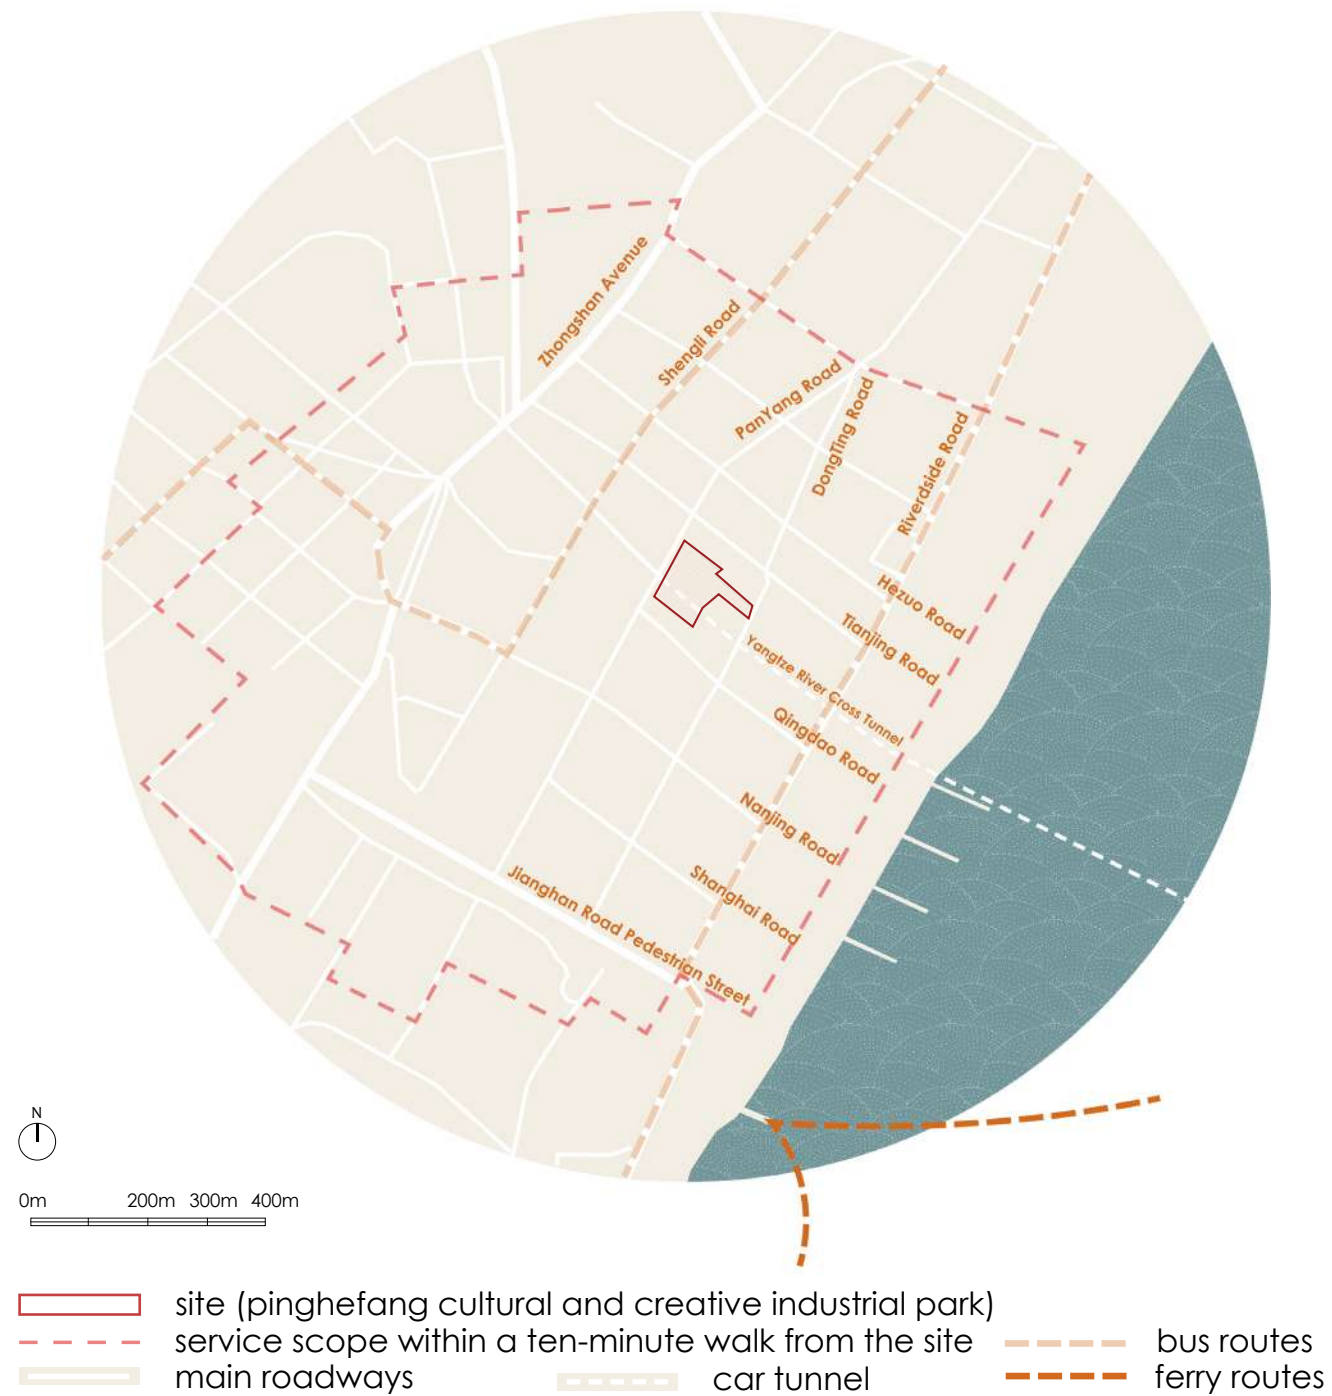 Zhongshan Avenue
Shengli Road
PanYang Road
DongTing Road
Riverdside Road
Hezuo Road
Tianjing Road
Yangtze River Cross Tunnel
Qingdao Road
Nanjing Road
Shanghai Road
Jianghan Road Pedestrian Street
N
0m 200m 300m 400m
site (pinghefang cultural and creative industrial park)
service scope within a ten-minute walk from the site
bus routes
main roadways
car tunnel
ferry routes